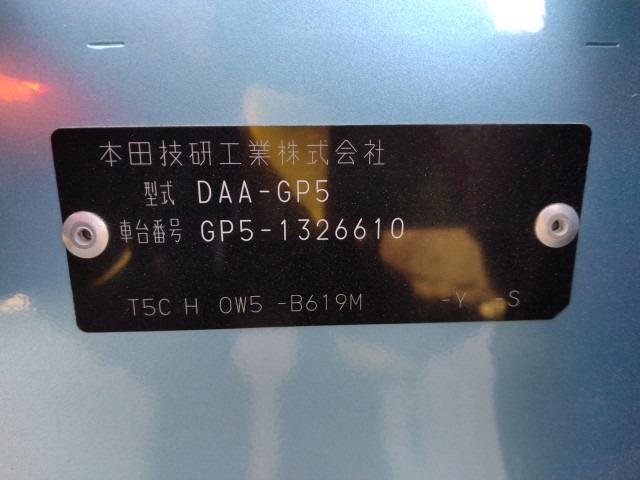 本田技研工業株式会社
型式 DAA-GP5
車台番号 GP5-1326610
T5C H 0W5 -B619M -Y -S